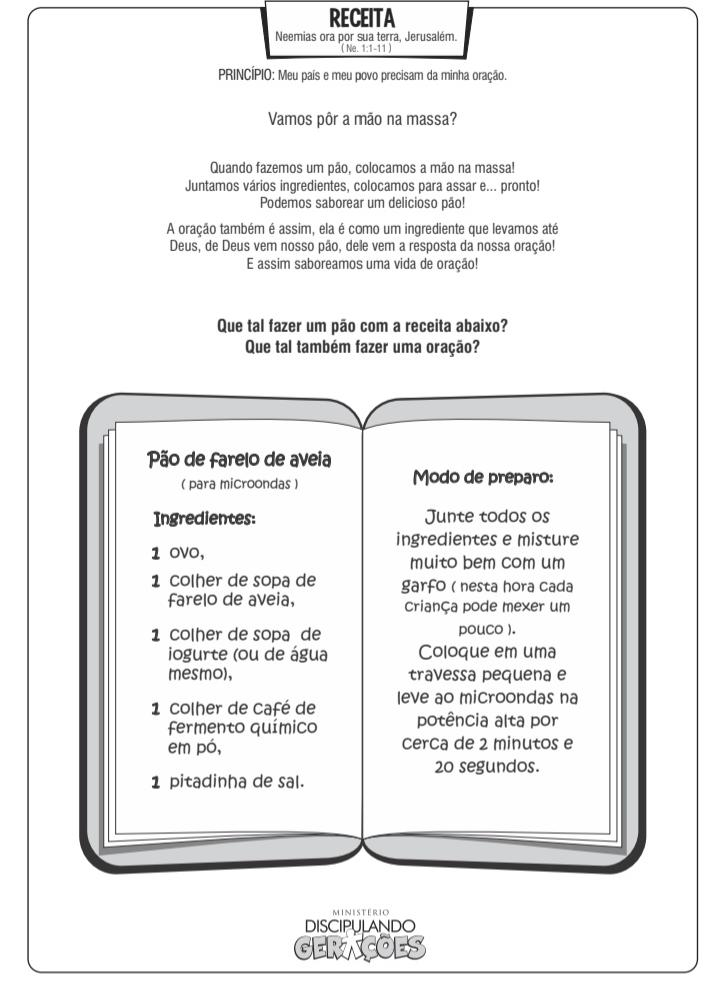 RECEITA
Neemias ora por sua terra, Jerusalém.
( Ne. 1:1-11 )
PRINCÍPIO: Meu país e meu povo precisam da minha oração.
Vamos pôr a mão na massa?
Quando fazemos um pão, colocamos a mão na massa!
Juntamos vários ingredientes, colocamos para assar e... pronto!
Podemos saborear um delicioso pão!
A oração também é assim, ela é como um ingrediente que levamos até
Deus, de Deus vem nosso pão, dele vem a resposta da nossa oração!
E assim saboreamos uma vida de oração!
Que tal fazer um pão com a receita abaixo?
Que tal também fazer uma oração?
Pão de farelo de aveia
( para microondas )
Ingredientes:
1 ovo,
1 colher de sopa de
farelo de aveia,
1 colher de sopa de
iogurte (ou de água
mesmo),
1 colher de café de
fermento químico
em pó,
1 pitadinha de sal.
Modo de preparo:
Junte todos os
ingredientes e misture
muito bem com um
garfo ( nesta hora cada
criança pode mexer um
pouco ).
Coloque em uma
travessa pequena e
leve ao microondas na
potência alta por
cerca de 2 minutos e
20 segundos.
MINISTÉRIO
DISCIPULANDO
GERAÇÕES